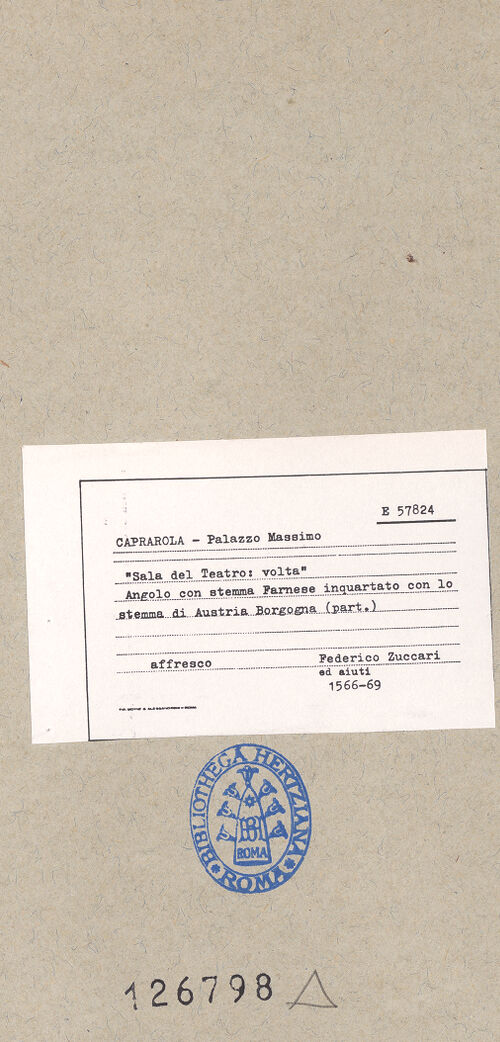 E 57824
CAPRAROLA - Palazzo Massimo
"Sala del Teatro: volta"
Angolo con stemma Farnese inquartato con lo
stemma di Austria Borgogna (part.)
affresco Federico Zuccari
ed aiuti
1566-69
BIBLIOTHECA HERTZIANA
ROMA
BH
ROMA
126798